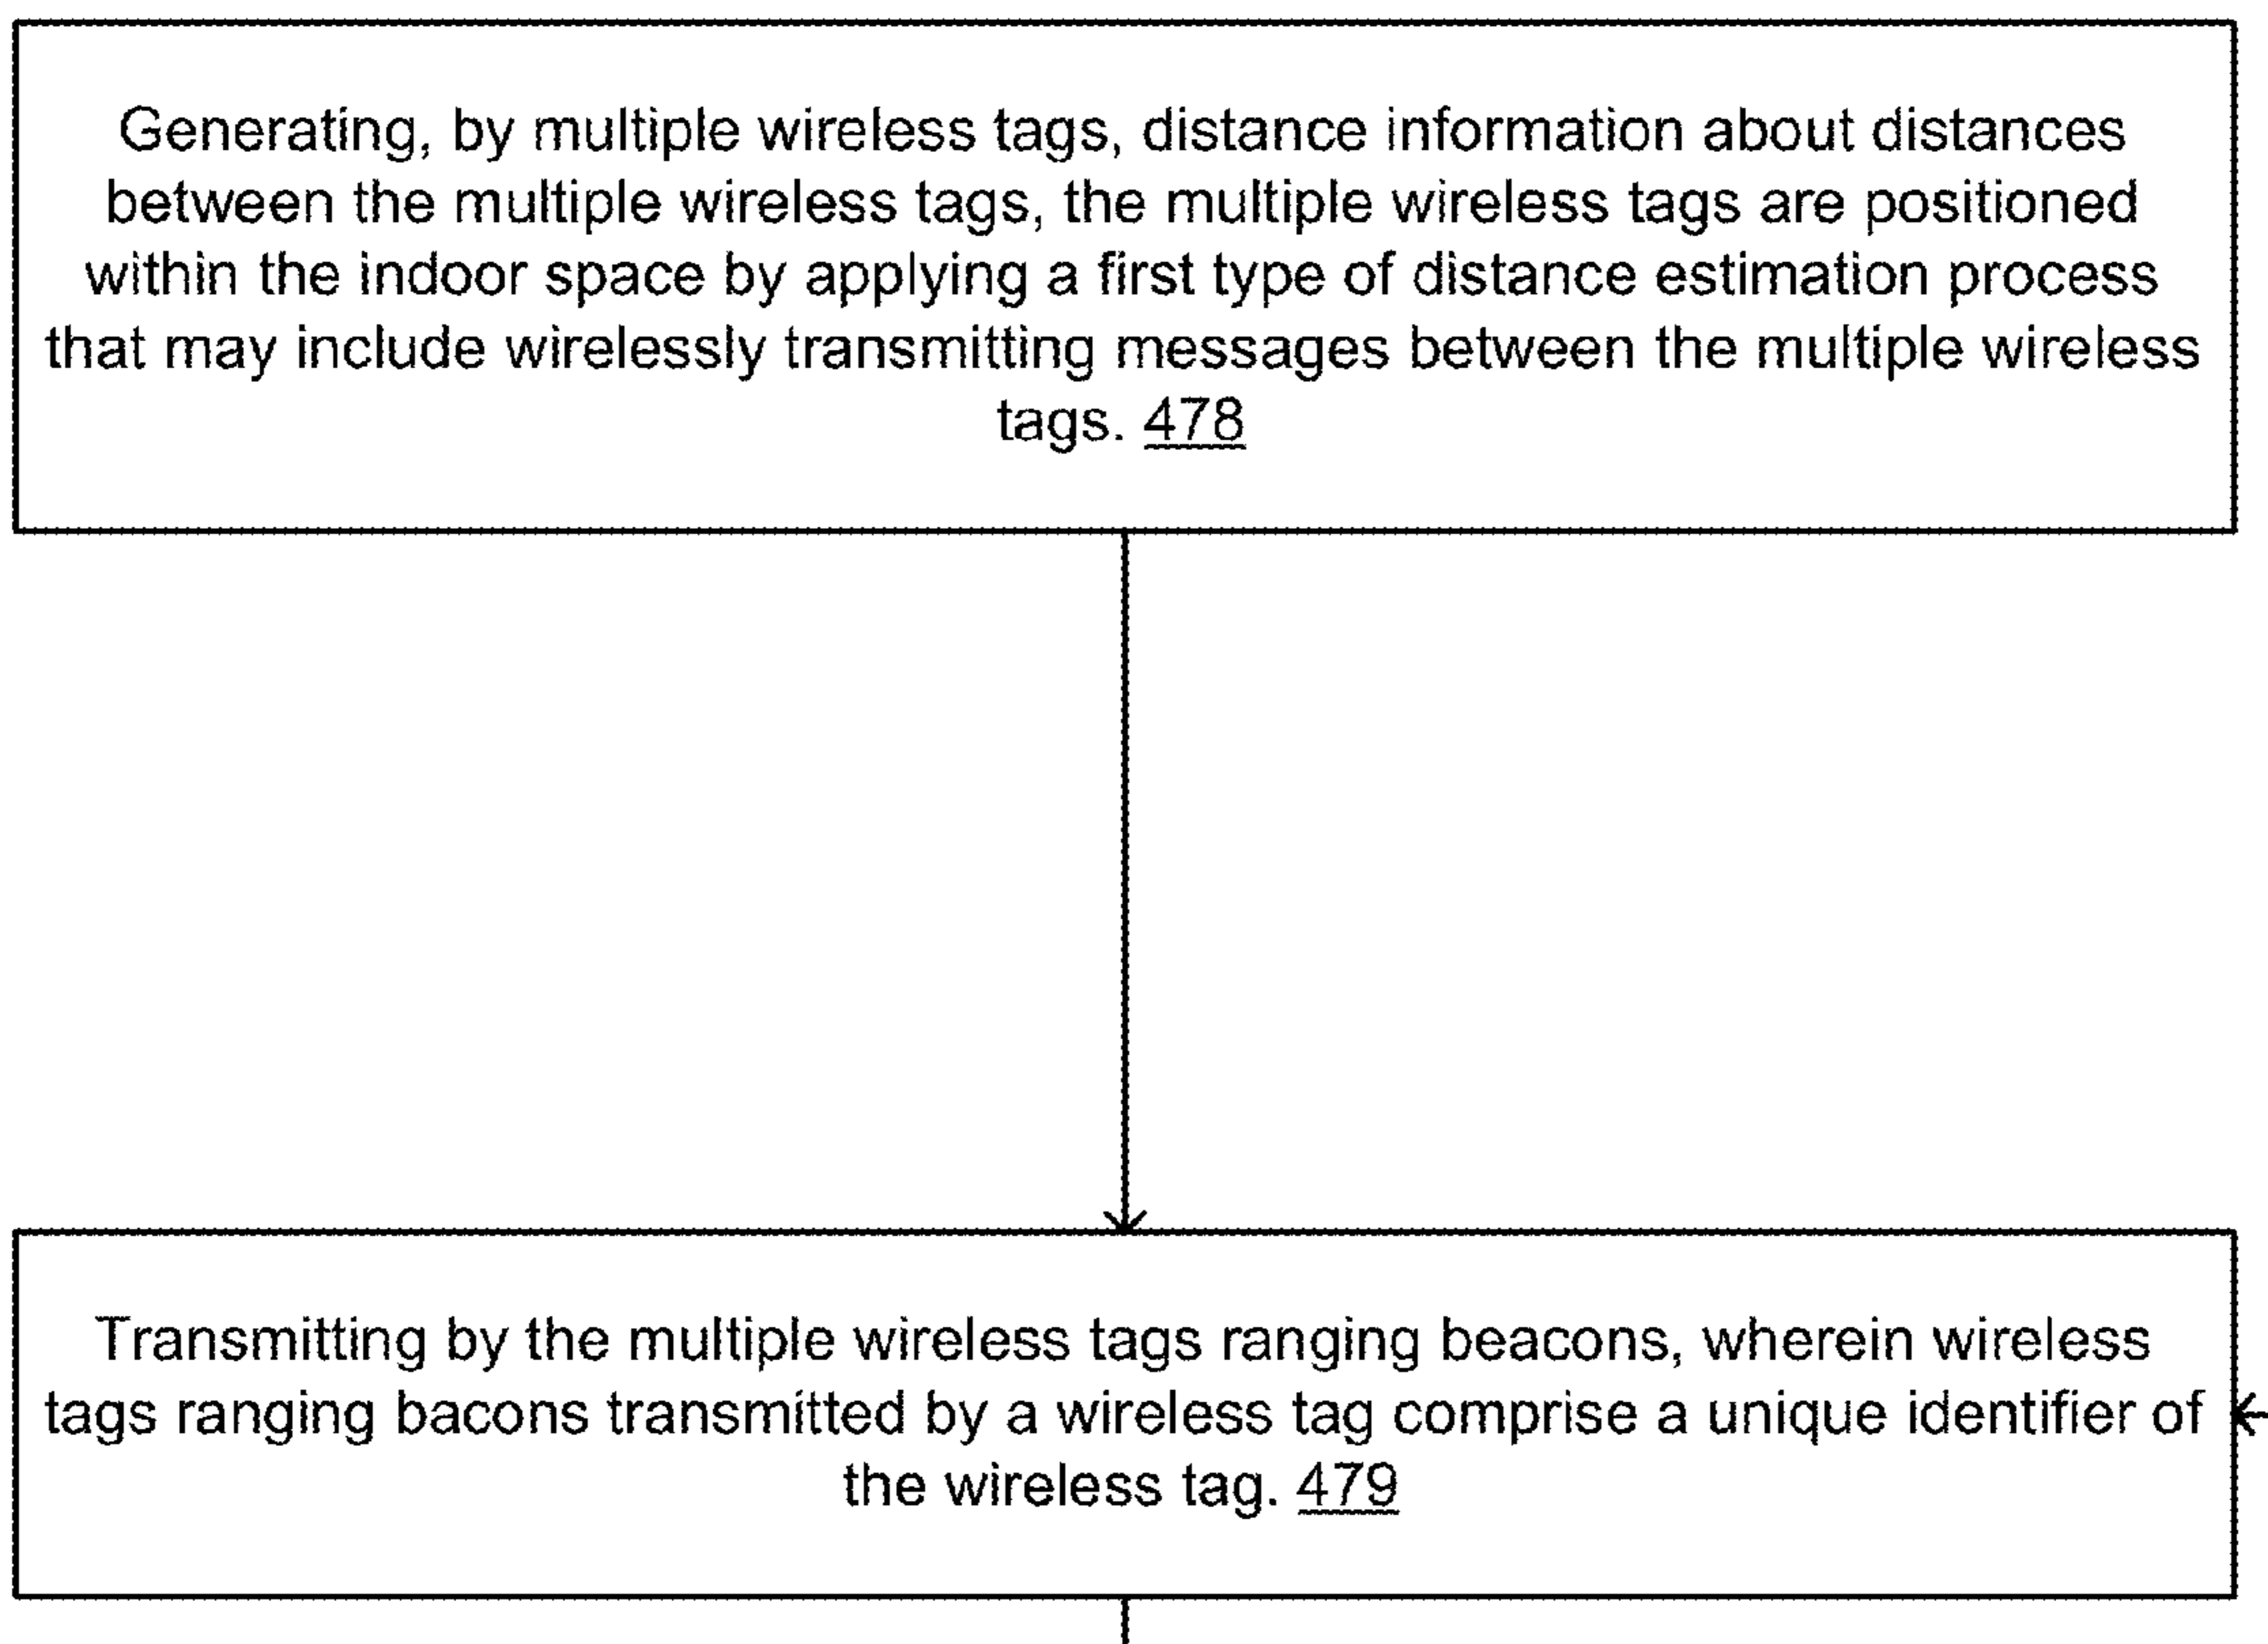 Generating, by multiple wireless tags, distance information about distances
between the multiple wireless tags, the multiple wireless tags are positioned
within the indoor space by applying a first type of distance estimation process
that may include wirelessly transmitting messages between the multiple wireless
tags. 478
Transmitting by the multiple wireless tags ranging beacons, wherein wireless
tags ranging bacons transmitted by a wireless tag comprise a unique identifier of
the wireless tag. 479